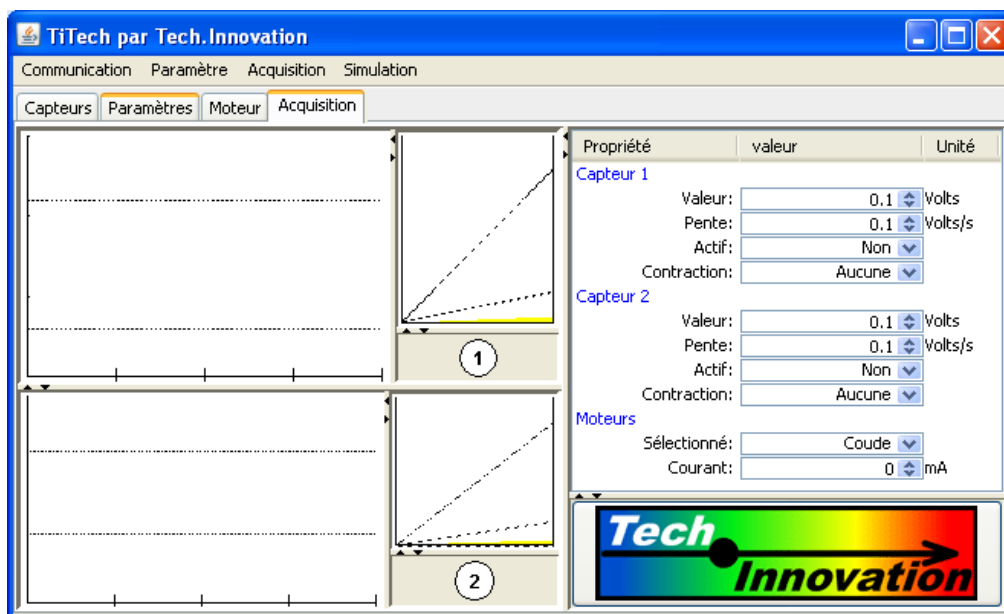 TiTech par Tech.Innovation
Communication Paramètre Acquisition Simulation
Capteurs Paramètres Moteur Acquisition
1
2
Propriété valeur Unité
Capteur 1
Valeur: 0.1 Volts
Pente: 0.1 Volts/s
Actif: Non
Contraction: Aucune
Capteur 2
Valeur: 0.1 Volts
Pente: 0.1 Volts/s
Actif: Non
Contraction: Aucune
Moteurs
Sélectionné: Coude
Courant: 0 mA
Tech
Innovation